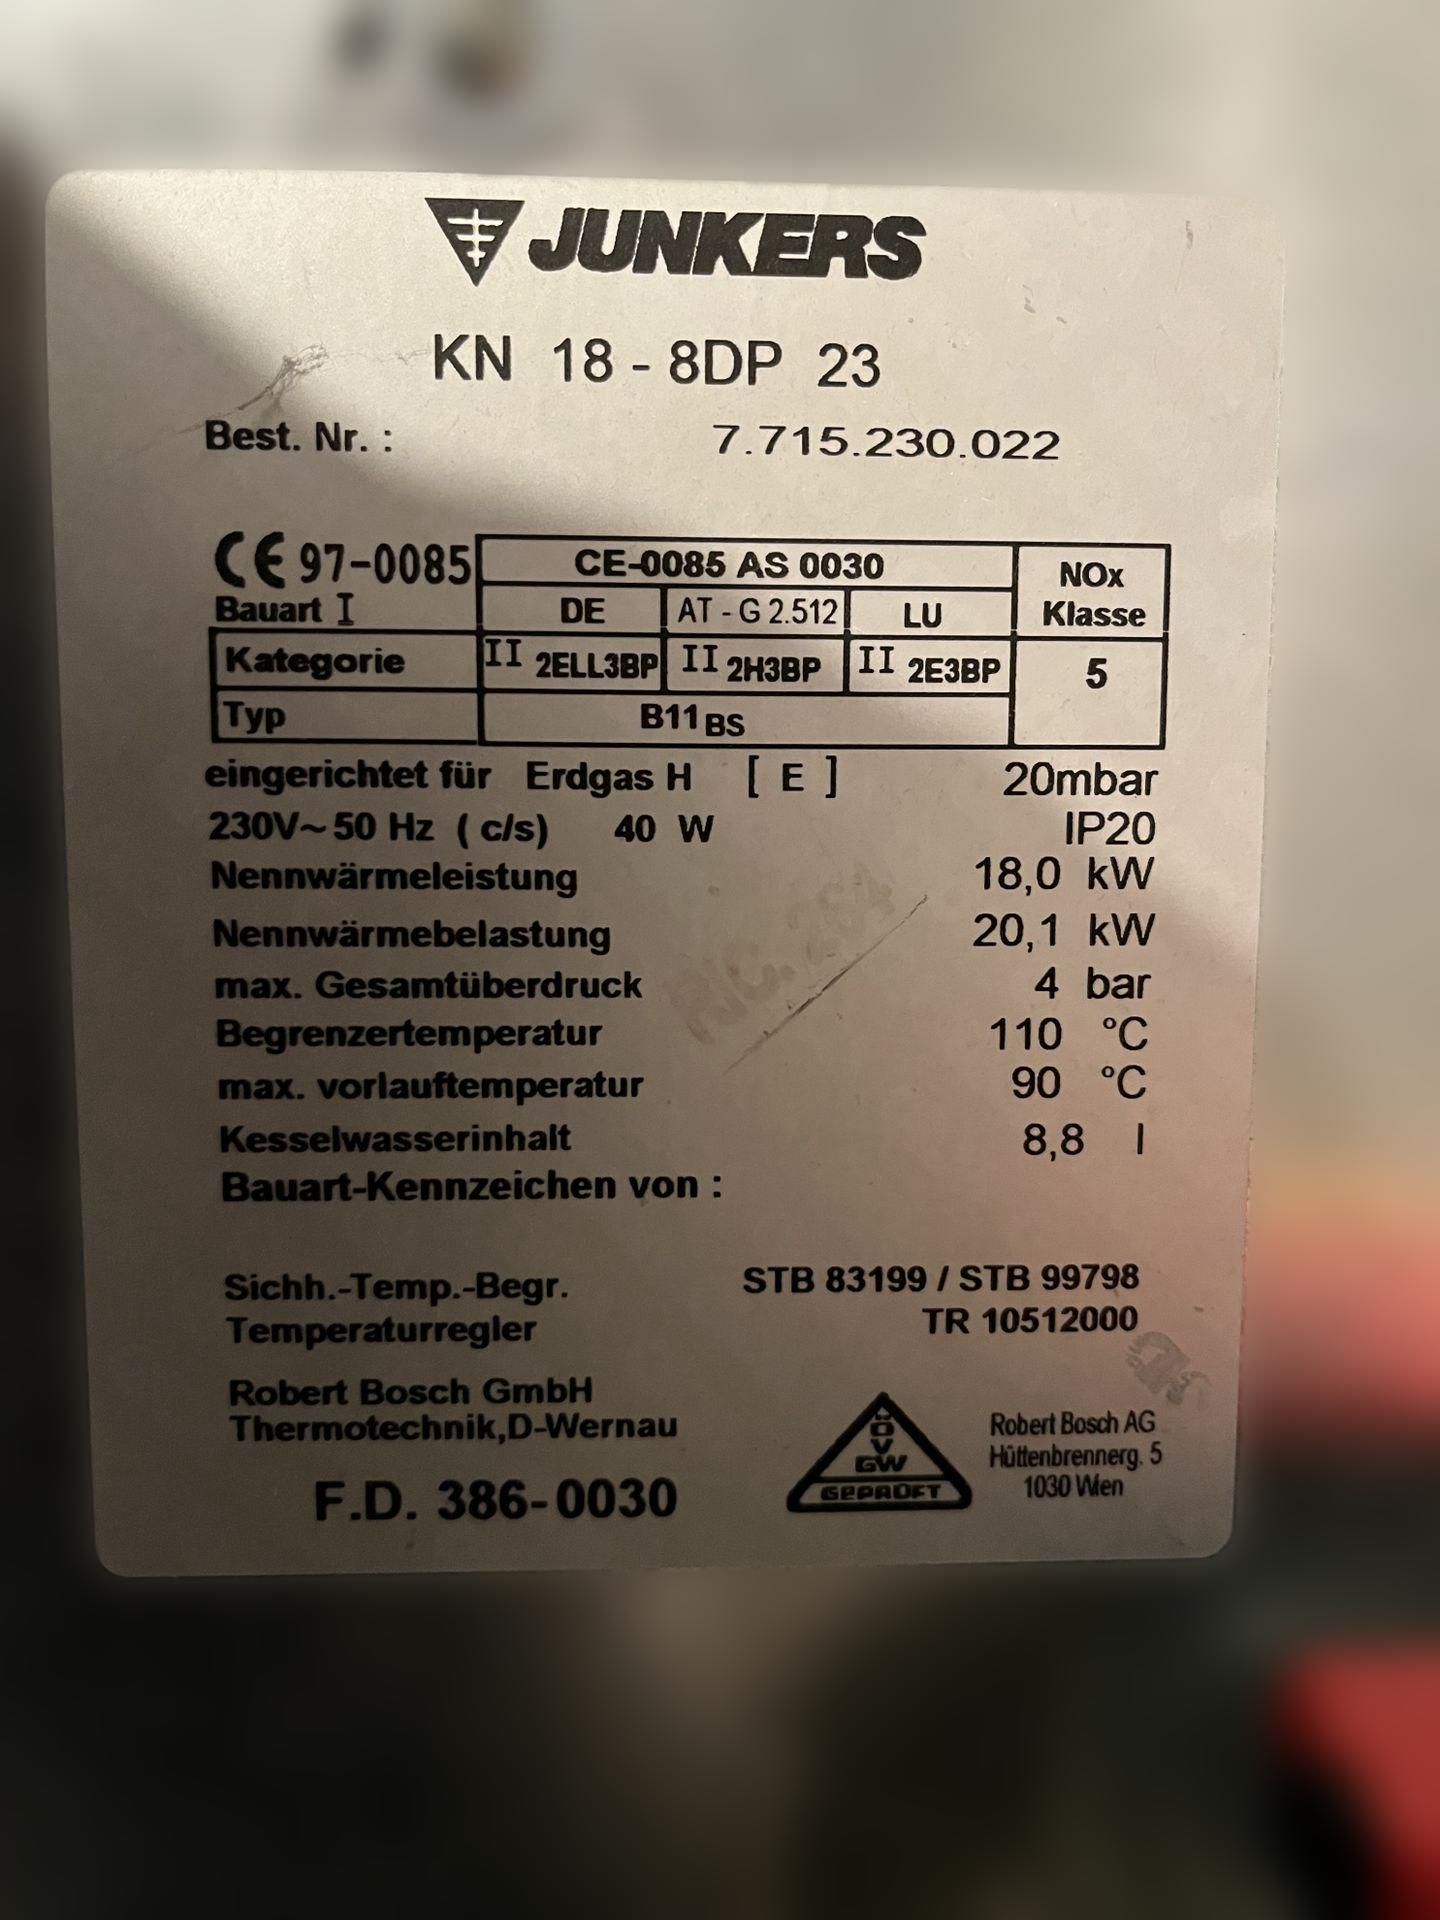 JUNKERS
KN 18 - 8DP 23
Best. Nr. : 7.715.230.022
CE 97-0085 CE-0085 AS 0030 NOx
Bauart I DE AT - G 2.512 LU Klasse
Kategorie II 2ELL3BP II 2H3BP II 2E3BP 5
Typ B11BS
eingerichtet für Erdgas H [ E ] 20mbar
230V~ 50 Hz ( c/s) 40 W IP20
Nennwärmeleistung 18,0 kW
Nennwärmebelastung 20,1 kW
max. Gesamtüberdruck 4 bar
Begrenzertemperatur 110 °C
max. vorlauftemperatur 90 °C
Kesselwasserinhalt 8,8 l
Bauart-Kennzeichen von :
Sichh.-Temp.-Begr. STB 83199 / STB 99798
Temperaturregler TR 10512000
Robert Bosch GmbH
Thermotechnik,D-Wernau
F.D. 386-0030
ÖV
GW
GEPRÜFT
Robert Bosch AG
Hüttenbrennerg. 5
1030 Wien